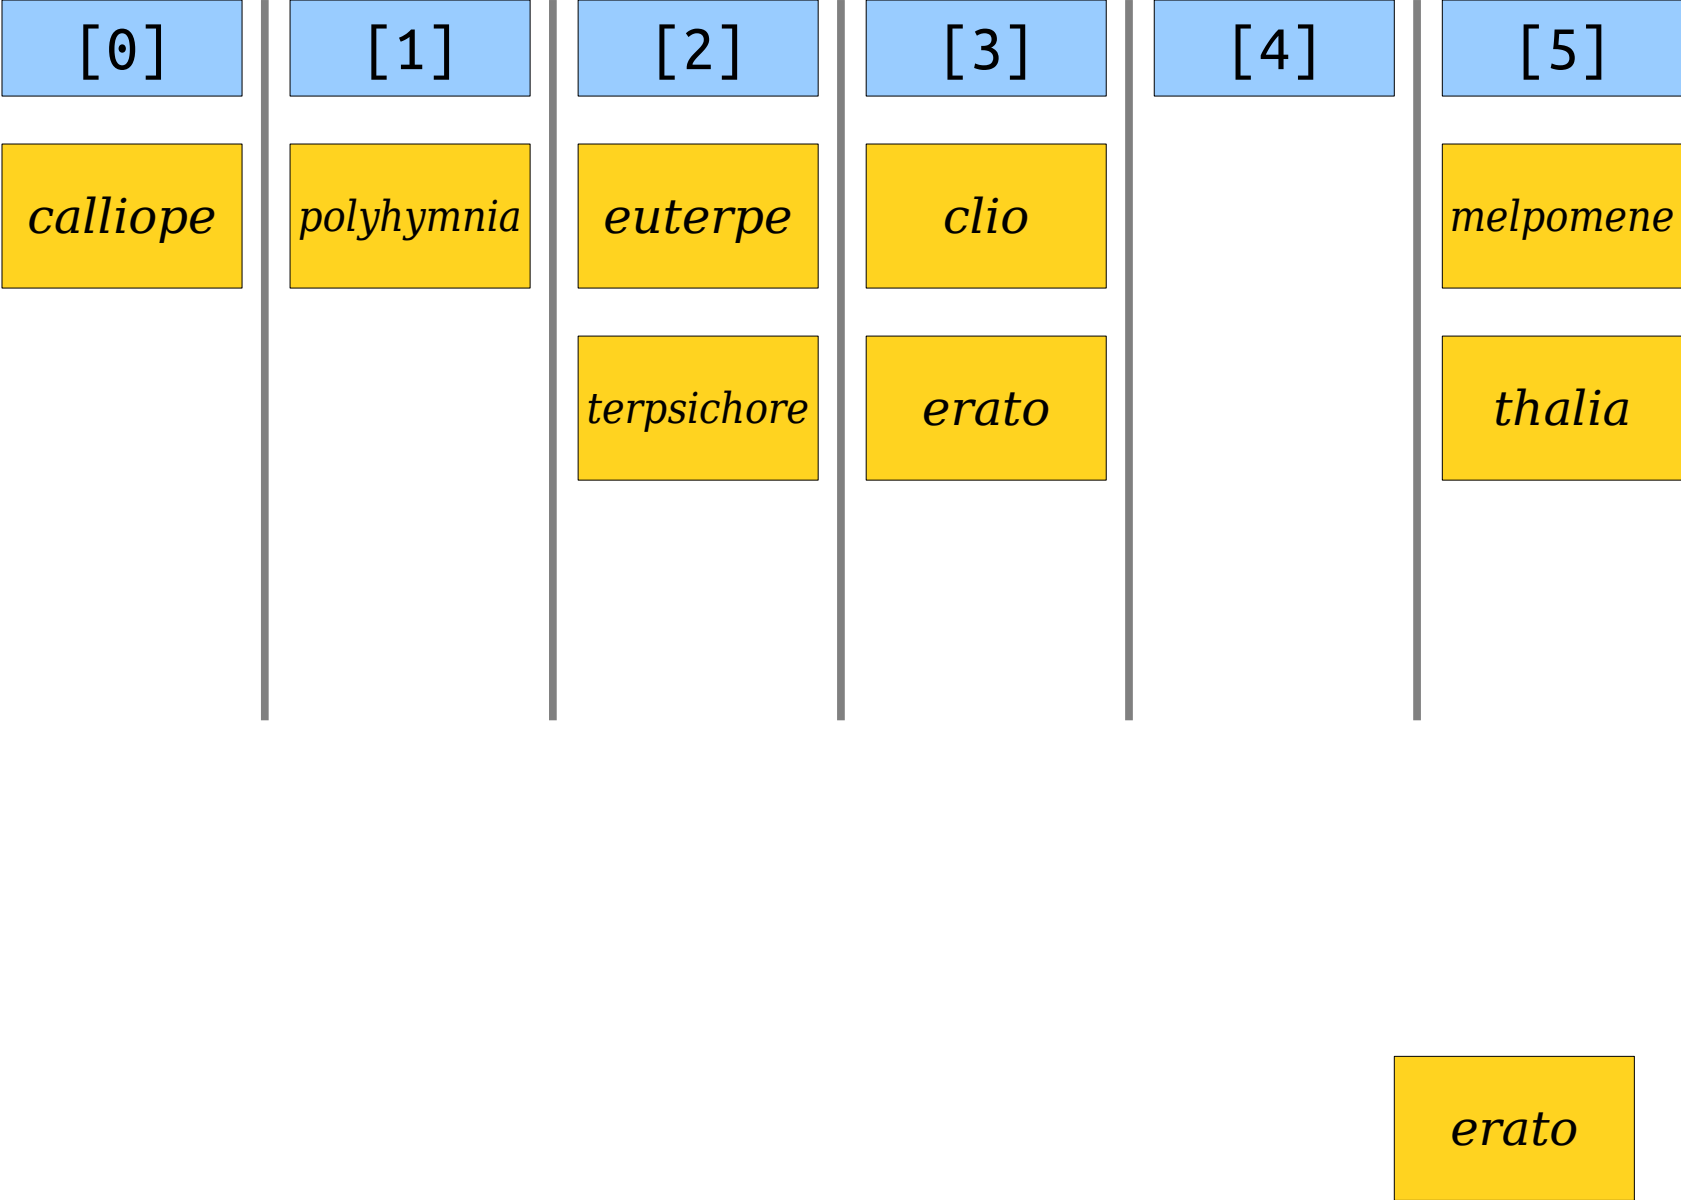 [0] [1] [2] [3] [4] [5]
calliope polyhymnia euterpe clio melpomene
terpsichore erato thalia
erato